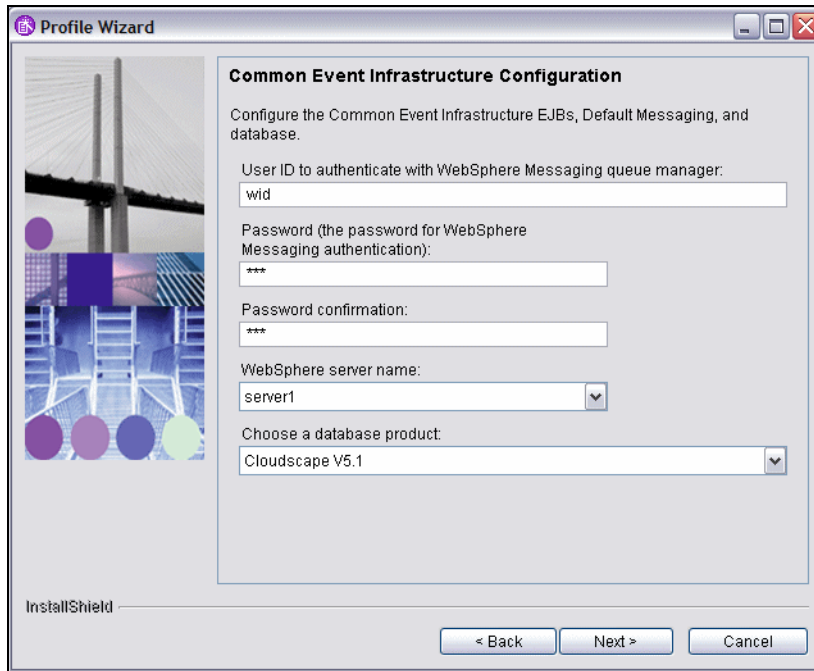 Profile Wizard
Common Event Infrastructure Configuration
Configure the Common Event Infrastructure EJBs, Default Messaging, and
database.
User ID to authenticate with WebSphere Messaging queue manager:
wid
Password (the password for WebSphere
Messaging authentication):
***
Password confirmation:
***
WebSphere server name:
server1
Choose a database product:
Cloudscape V5.1
InstallShield
< Back
Next >
Cancel